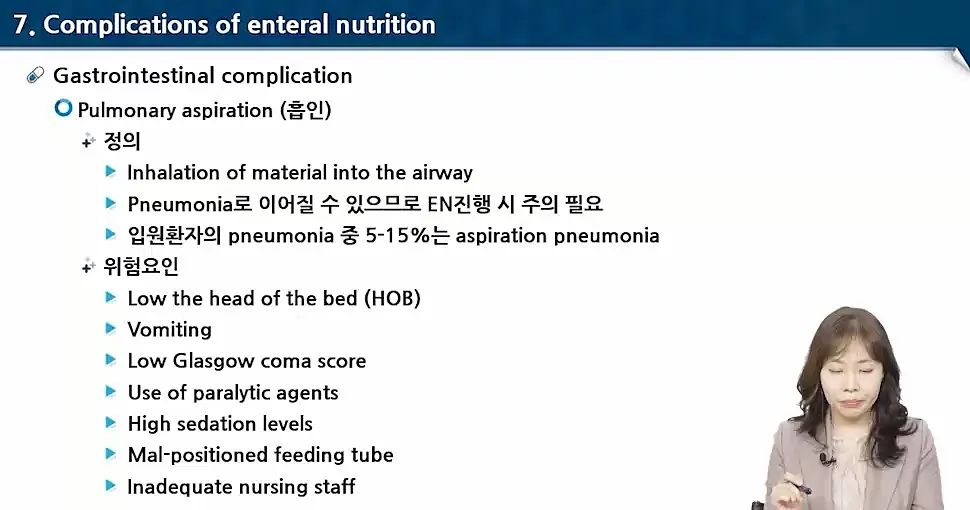 7. Complications of enteral nutrition
Gastrointestinal complication
Pulmonary aspiration (흡인)
정의
Inhalation of material into the airway
Pneumonia로 이어질 수 있으므로 EN진행 시 주의 필요
입원환자의 pneumonia 중 5-15%는 aspiration pneumonia
위험요인
Low the head of the bed (HOB)
Vomiting
Low Glasgow coma score
Use of paralytic agents
High sedation levels
Mal-positioned feeding tube
Inadequate nursing staff